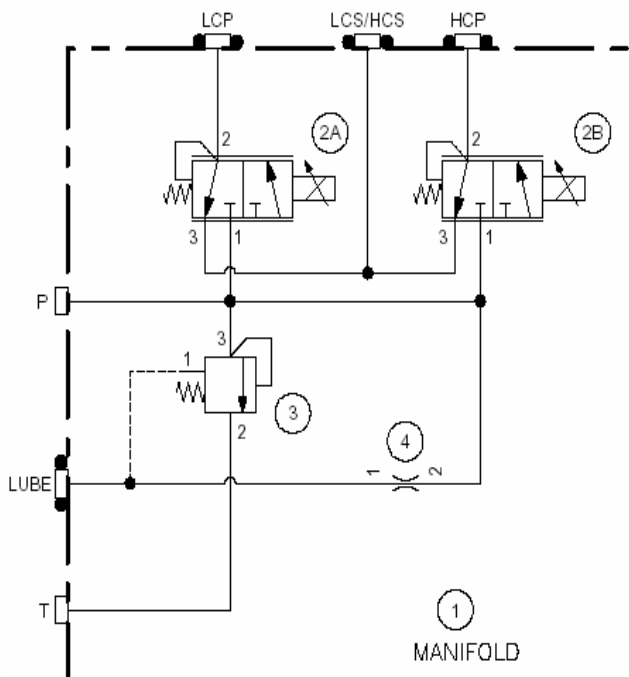 LCP LCS/HCS HCP
2 2A 2 2B
3 1 3 1
P
3
1
3
2
4
1 2
LUBE
T
1
MANIFOLD